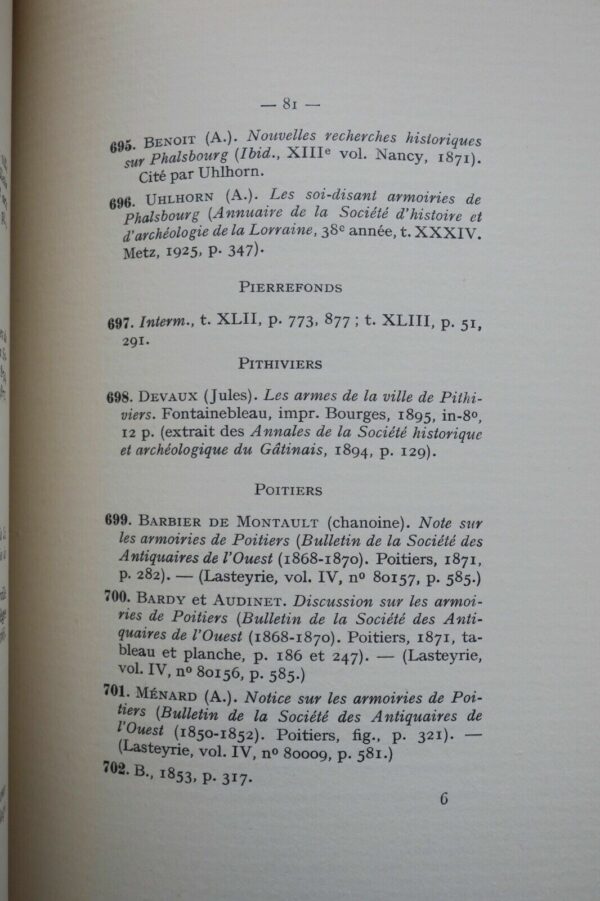 — 81 —
695. BENOIT (A.). Nouvelles recherches historiques
sur Phalsbourg (Ibid., XIIIe vol. Nancy, 1871).
Cité par Uhlhorn.
696. UHLHORN (A.). Les soi-disant armoiries de
Phalsbourg (Annuaire de la Société d'histoire et
d'archéologie de la Lorraine, 38e année, t. XXXIV.
Metz, 1925, p. 347).
PIERREFONDS
697. Interm., t. XLII, p. 773, 877 ; t. XLIII, p. 51,
291.
PITHIVIERS
698. DEVAUX (Jules). Les armes de la ville de Pithi-
viers. Fontainebleau, impr. Bourges, 1895, in-8o,
12 p. (extrait des Annales de la Société historique
et archéologique du Gâtinais, 1894, p. 129).
POITIERS
699. BARBIER DE MONTAULT (chanoine). Note sur
les armoiries de Poitiers (Bulletin de la Société des
Antiquaires de l'Ouest (1868-1870). Poitiers, 1871,
p. 282). — (Lasteyrie, vol. IV, no 80157, p. 585.)
700. BARDY et AUDINET. Discussion sur les armoi-
ries de Poitiers (Bulletin de la Société des Anti-
quaires de l'Ouest (1868-1870). Poitiers, 1871, ta-
bleau et planche, p. 186 et 247). — (Lasteyrie,
vol. IV, no 80156, p. 585.)
701. MÉNARD (A.). Notice sur les armoiries de Poi-
tiers (Bulletin de la Société des Antiquaires de
l'Ouest (1850-1852). Poitiers, fig., p. 321). —
(Lasteyrie, vol. IV, no 80009, p. 581.)
702. B., 1853, p. 317.
6